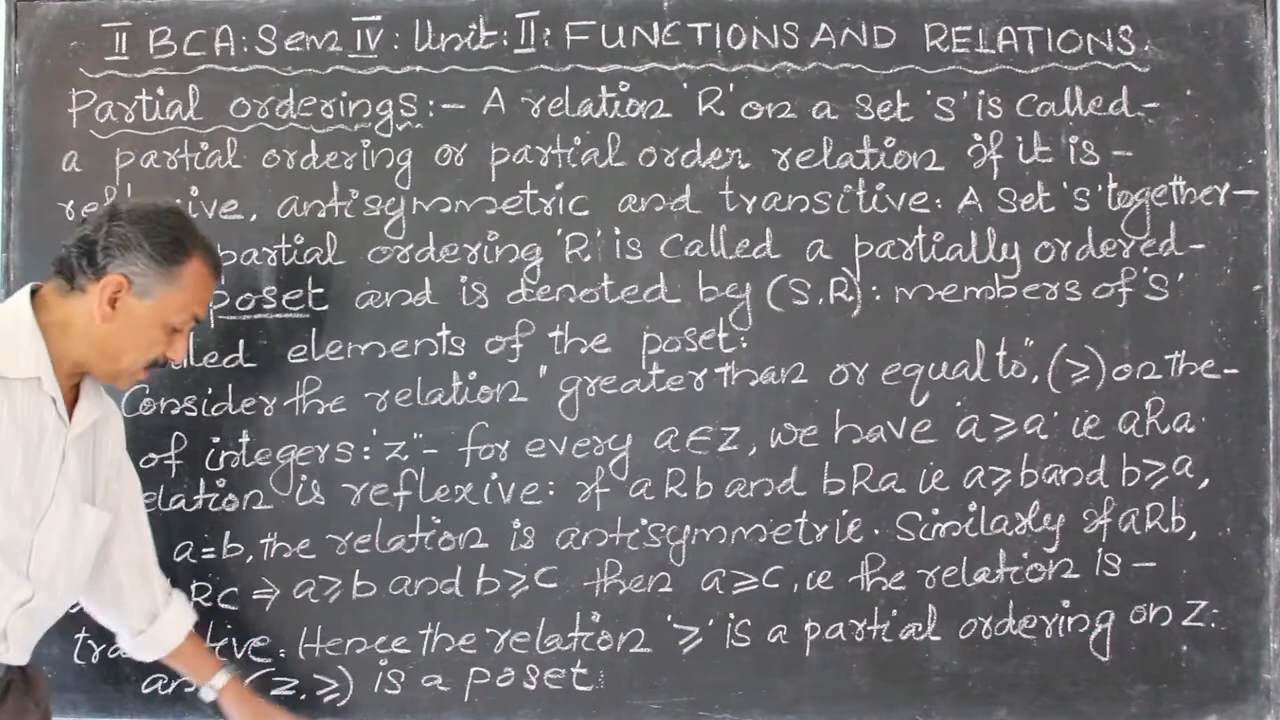 II BCA: Sem IV: Unit: II: FUNCTIONS AND RELATIONS.
Partial orderings :- A relation 'R' on a set 'S' is called-
a partial ordering or partial order relation if it is -
ive, antisymmetric and transitive. A set 's' together-
partial ordering 'R' is called a partially ordered-
poset and is denoted by (S,R): members of 'S'
elements of the poset:
Consider the relation "greater than or equal to", (≥) on the-
of integers: 'Z" - for every a∈Z, we have 'a≥a' ie aRa.
elation is reflexive: if aRb and bRa ie a≥b and b≥a,
a=b, the relation is antisymmetric. Similarly if aRb,
Rc ⇒ a≥b and b≥c then a≥c, ie the relation is -
tra tive. Hence the relation '≥' is a partial ordering on Z:
an (Z,≥) is a poset: